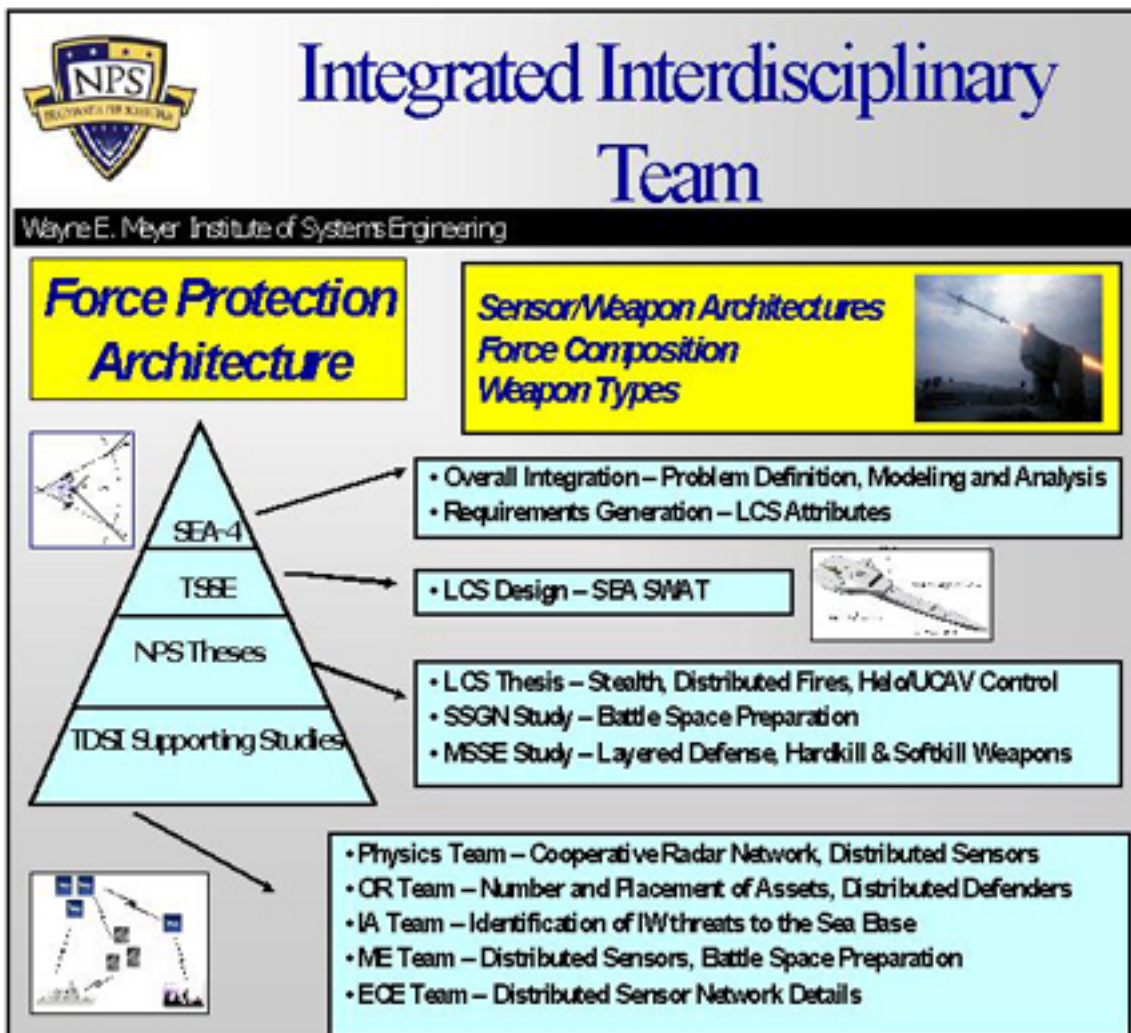 NPS
Integrated Interdisciplinary
Team
Wayne E. Meyer Institute of Systems Engineering
Force Protection
Architecture
Sensor/Weapon Architectures
Force Composition
Weapon Types
SEA-4
TSSE
NPS Theses
TDSI Supporting Studies
• Overall Integration – Problem Definition, Modeling and Analysis
• Requirements Generation – LCS Attributes
• LCS Design – SEA SWAT
• LCS Thesis – Stealth, Distributed Fires, Helo/UCAV Control
• SSGN Study – Battle Space Preparation
• MSSE Study – Layered Defense, Hardkill & Softkill Weapons
• Physics Team – Cooperative Radar Network, Distributed Sensors
• OR Team – Number and Placement of Assets, Distributed Defenders
• IA Team – Identification of IW threats to the Sea Base
• ME Team – Distributed Sensors, Battle Space Preparation
• ECE Team – Distributed Sensor Network Details